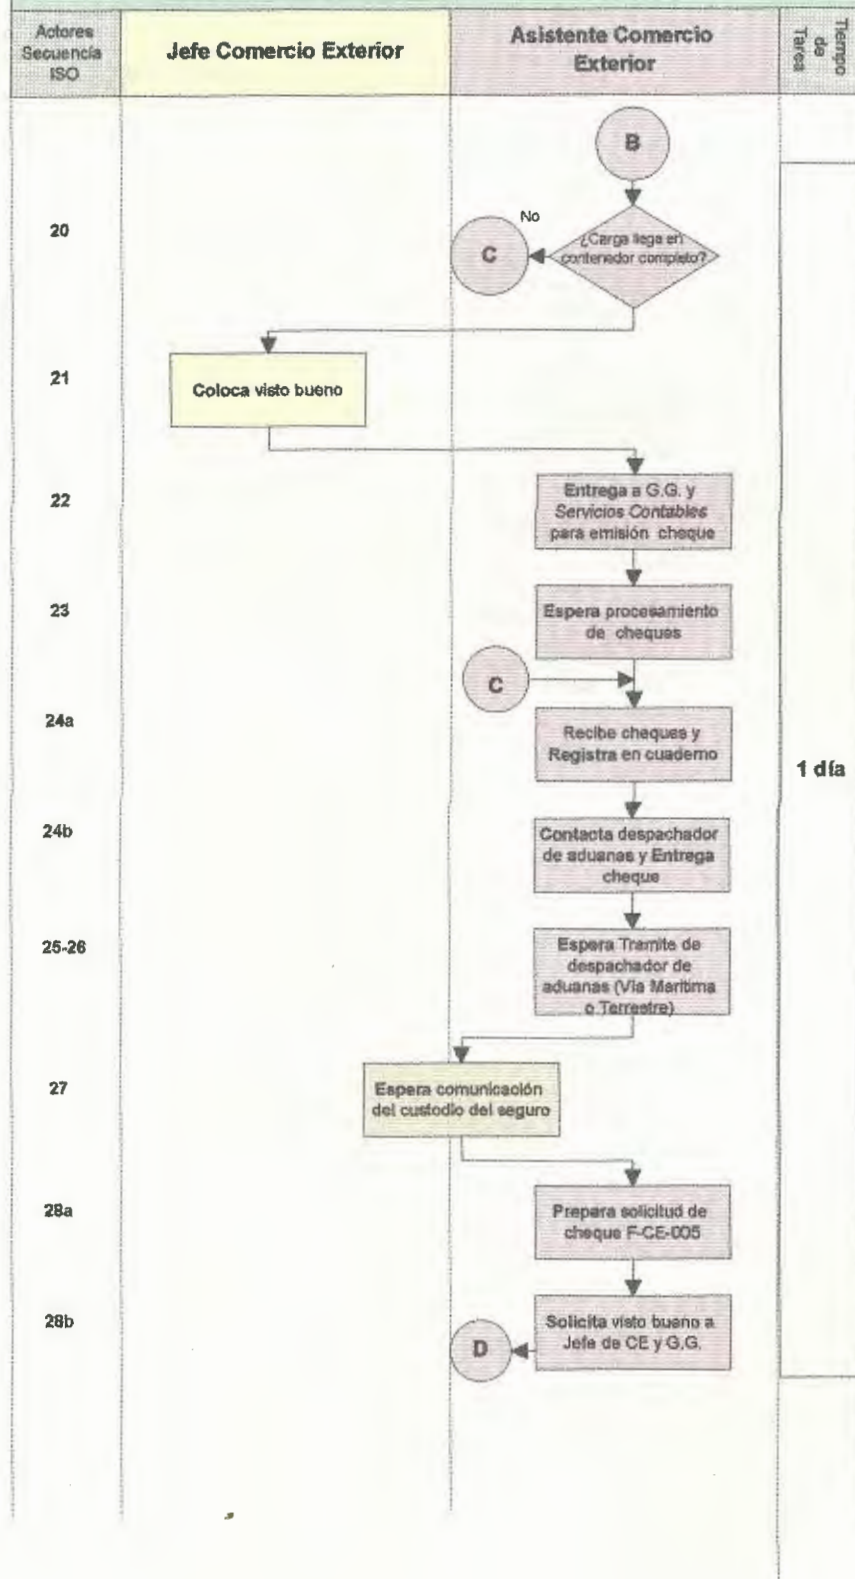 Actores
Secuencia
ISO
Jefe Comercio Exterior
Asistente Comercio
Exterior
Tiempo
de
Tarea
B
20
No
¿Carga llega en
contenedor completo?
C
21
Coloca visto bueno
22
Entrega a G.G. y
Servicios Contables
para emisión cheque
23
Espera procesamiento
de cheques
C
24a
Recibe cheques y
Registra en cuaderno
1 día
24b
Contacta despachador
de aduanas y Entrega
cheque
25-26
Espera Tramite de
despachador de
aduanas (Via Maritima
o Terrestre)
27
Espera comunicación
del custodio del seguro
28a
Prepara solicitud de
cheque F-CE-005
28b
Solicita visto bueno a
Jefe de CE y G.G.
D